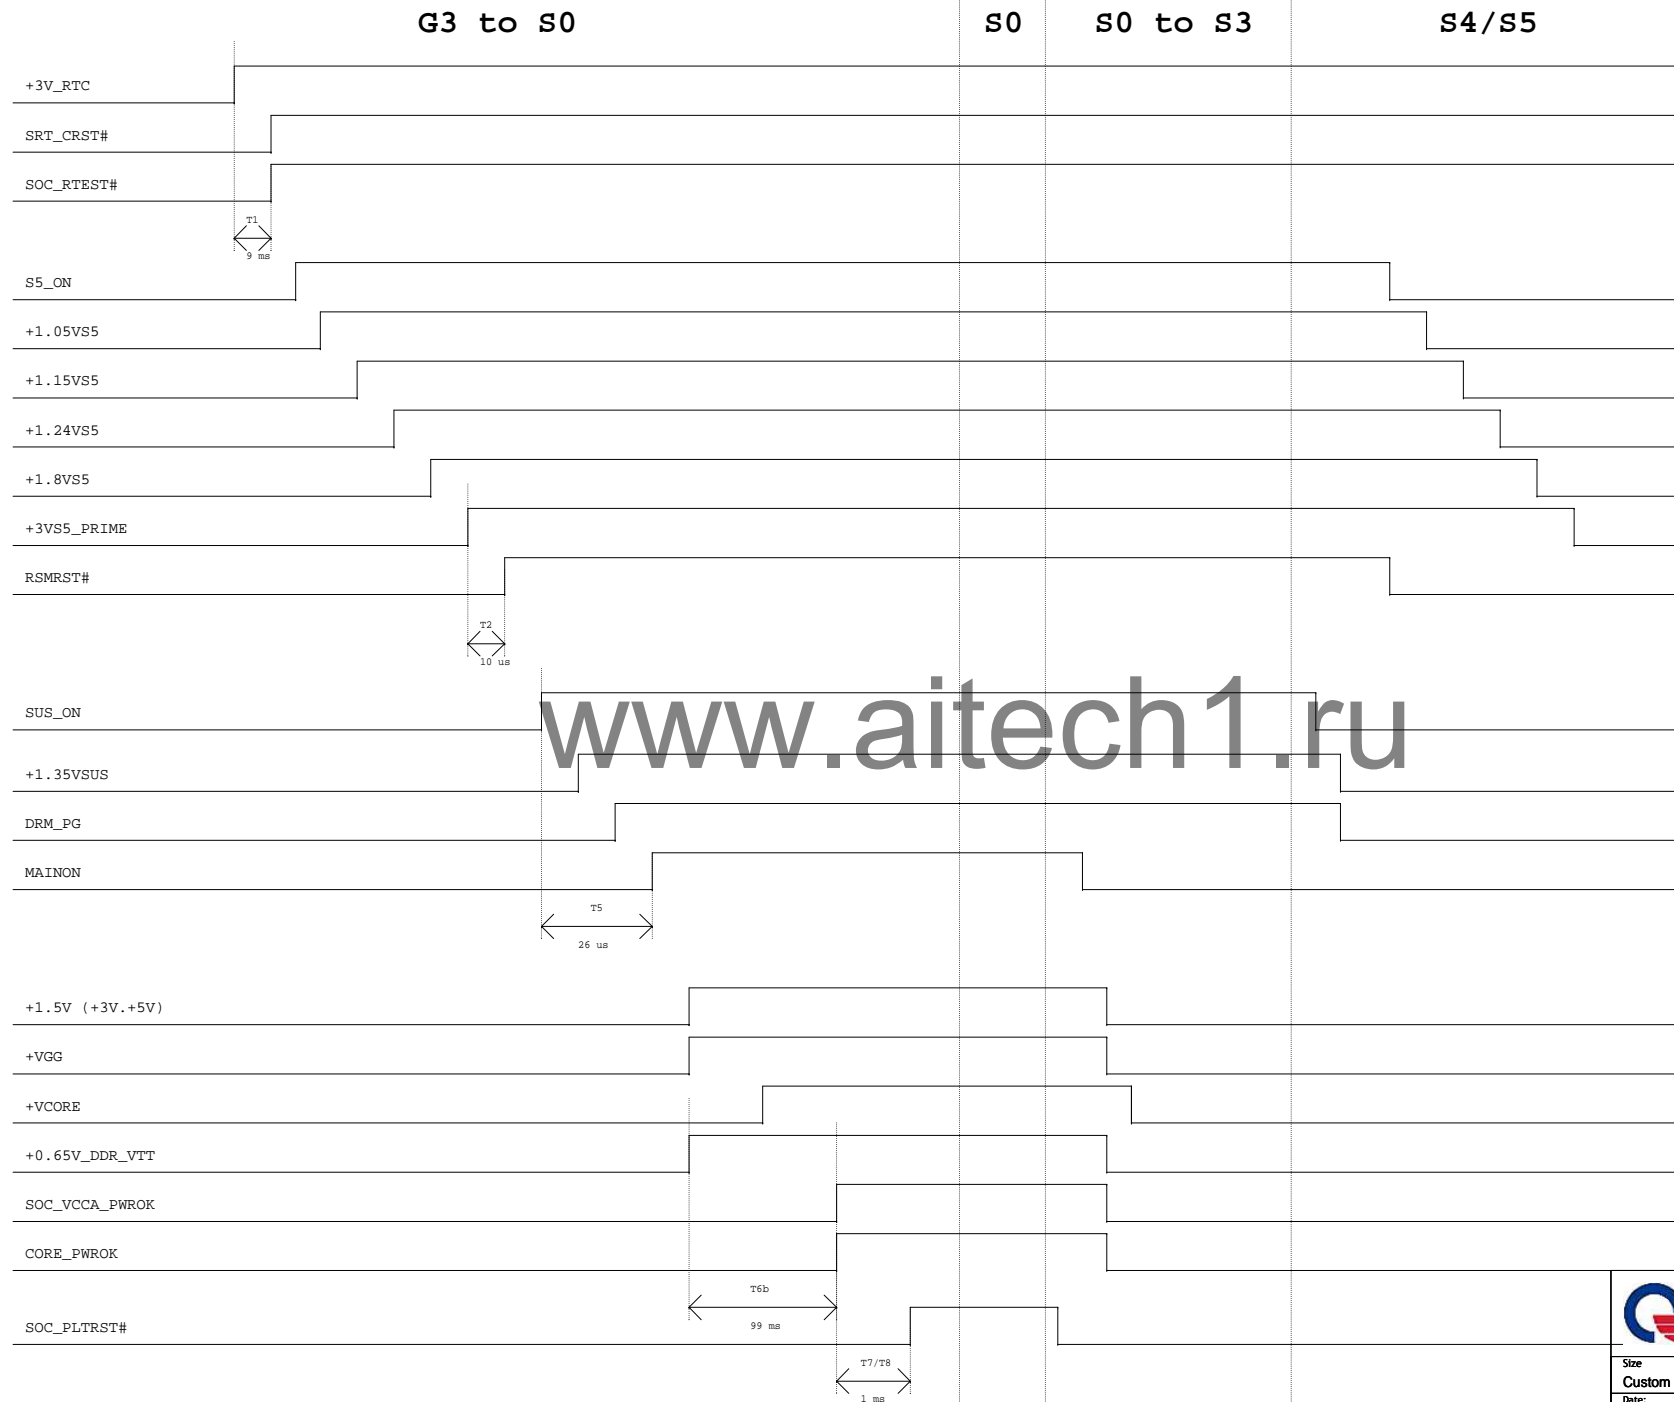 G3 to S0 S0 S0 to S3 S4/S5
+3V_RTC
SRT_CRST#
SOC_RTEST#
T1
9 ms
S5_ON
+1.05VS5
+1.15VS5
+1.24VS5
+1.8VS5
+3VS5_PRIME
RSMRST#
T2
10 us
www.aitech1.ru
SUS_ON
+1.35VSUS
DRM_PG
MAINON
T5
26 us
+1.5V (+3V.+5V)
+VGG
+VCORE
+0.65V_DDR_VTT
SOC_VCCA_PWROK
CORE_PWROK
T6b
99 ms
SOC_PLTRST#
T7/T8
1 ms
Size
Custom
Date: